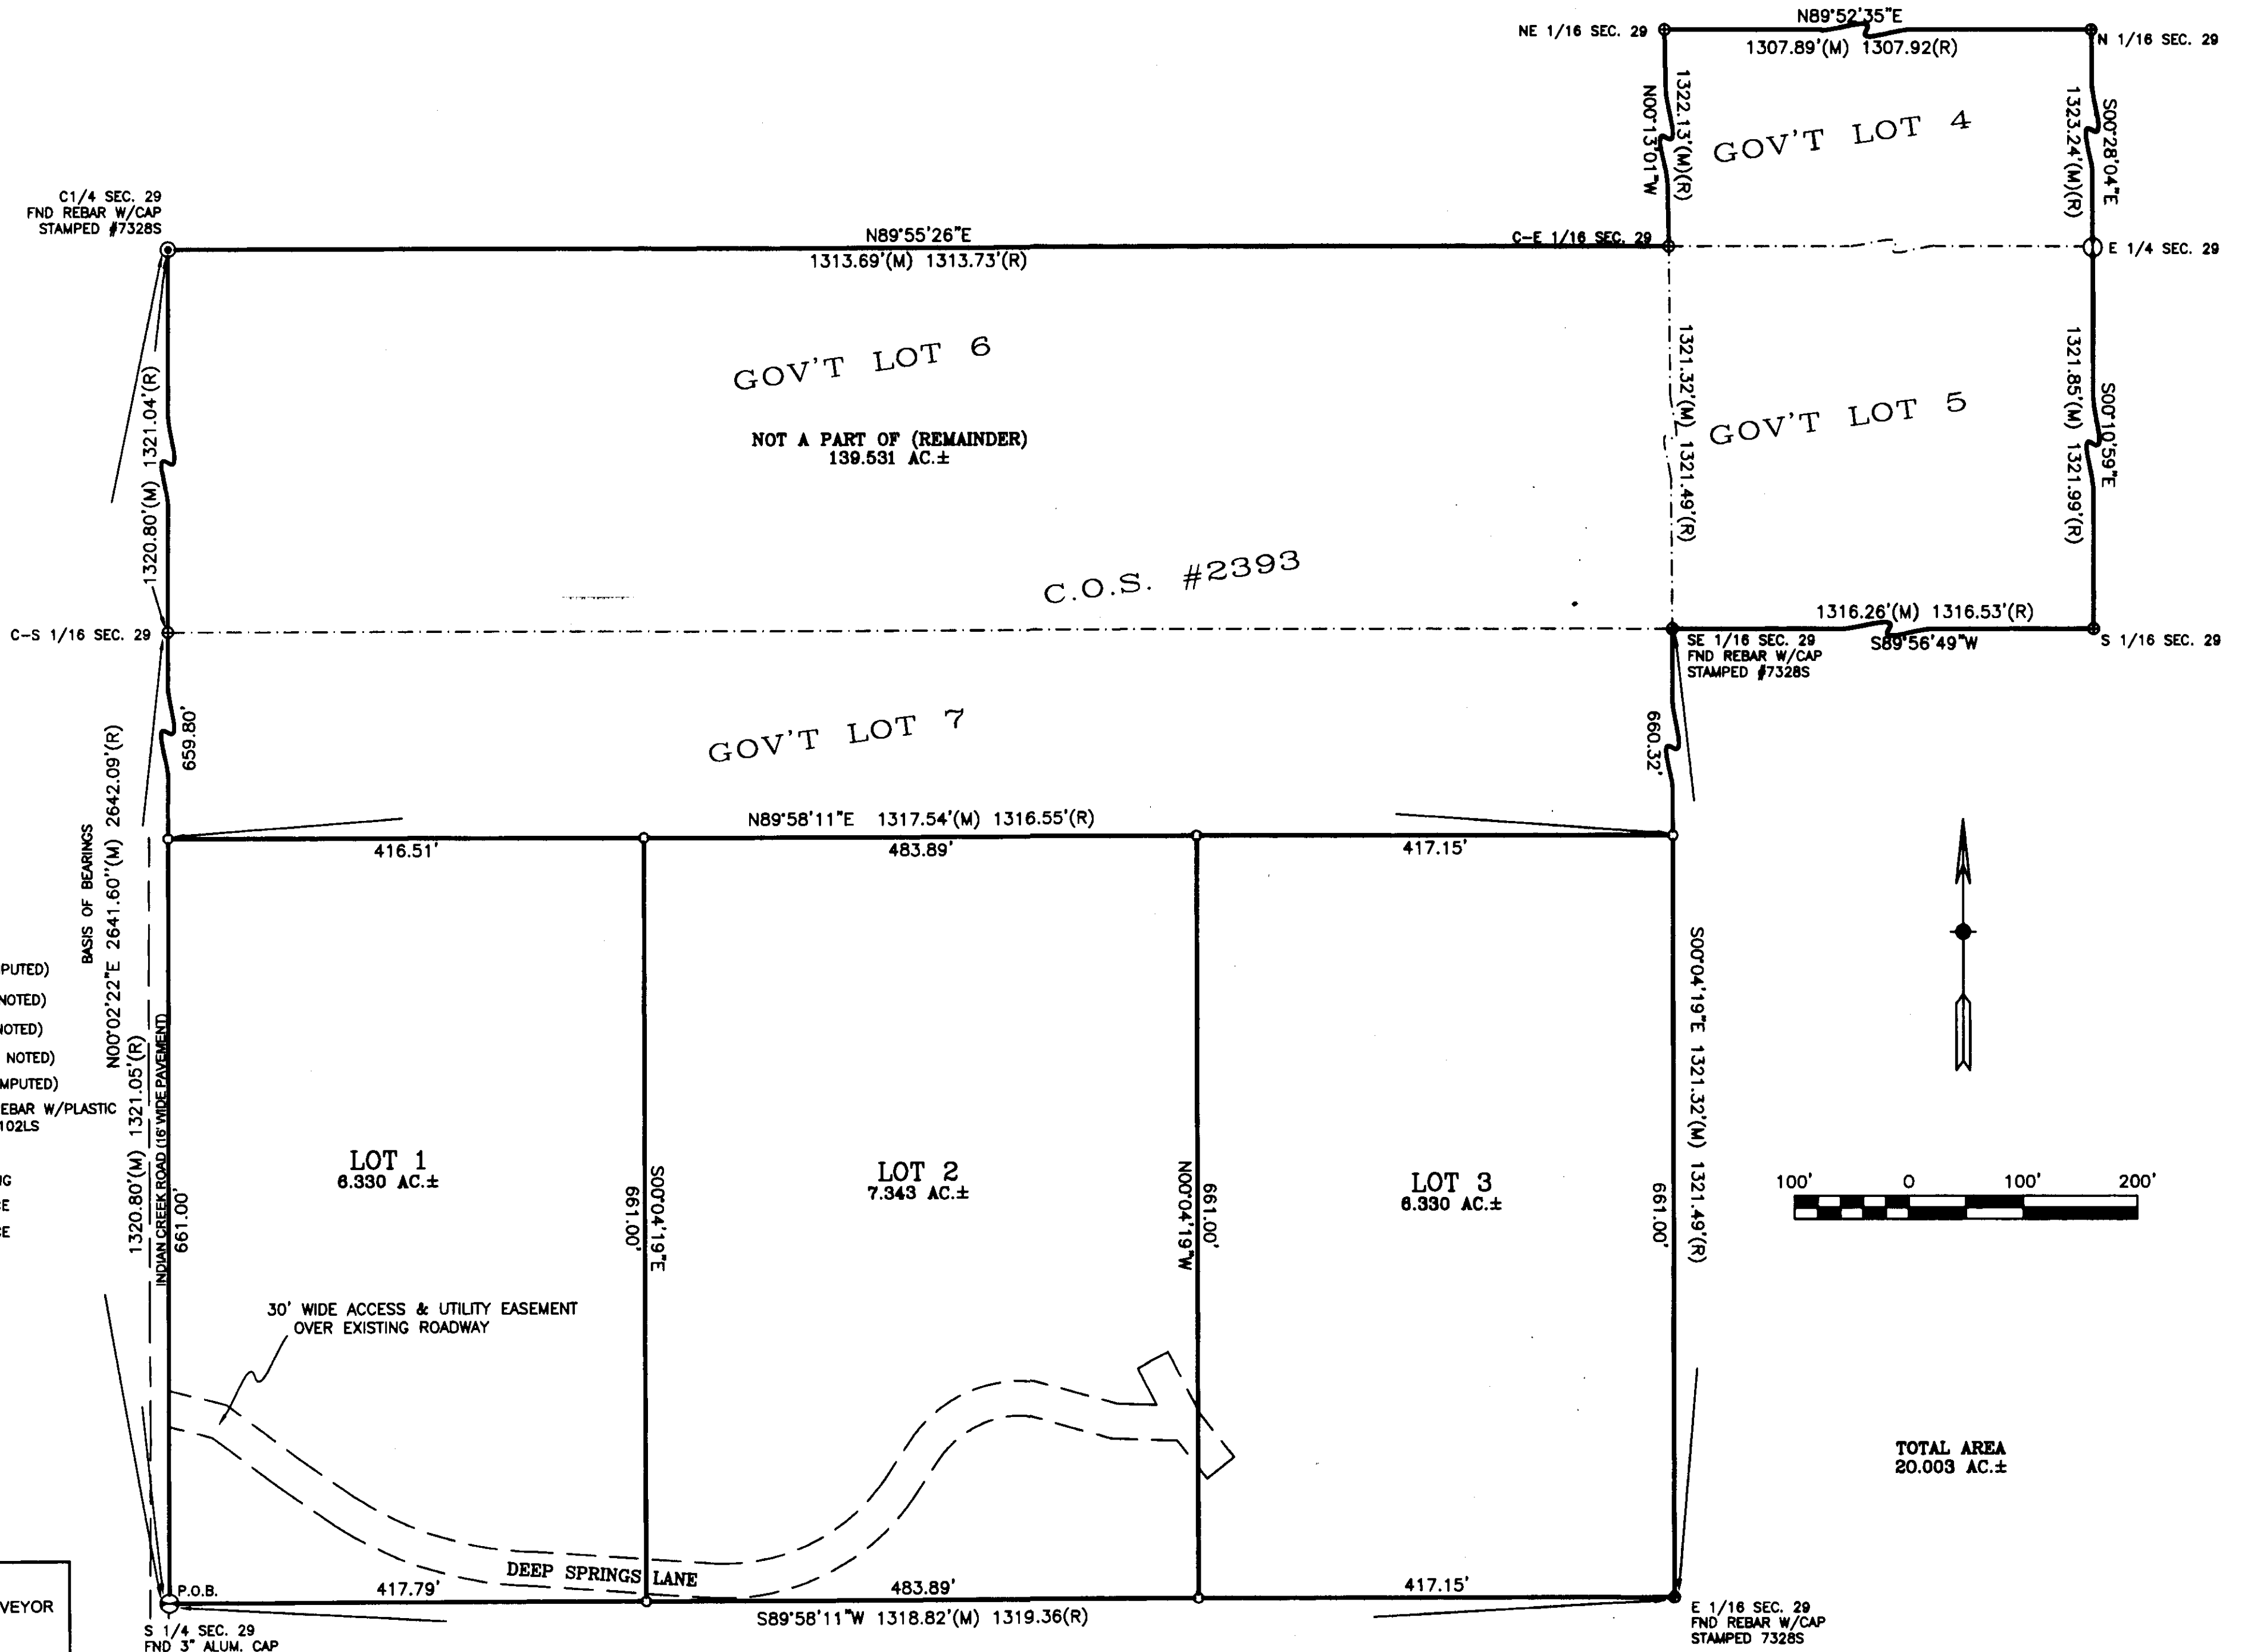 N89°52'35"E
NE 1/16 SEC. 29
1307.89'(M) 1307.92(R)
N 1/16 SEC. 29
1322.13'(M)(R)
N00°13'01"W
GOV'T LOT 4
S00°28'04"E
1323.24'(M)(R)
C1/4 SEC. 29
FND REBAR W/CAP
STAMPED #7328S
N89°55'26"E
1313.69'(M) 1313.73'(R)
C-E 1/16 SEC. 29
E 1/4 SEC. 29
GOV'T LOT 6
NOT A PART OF (REMAINDER)
139.531 AC.±
1320.80'(M) 1321.04'(R)
1321.32'(M) 1321.49'(R)
GOV'T LOT 5
S00°10'59"E
1321.85'(M) 1321.99'(R)
C.O.S. #2393
C-S 1/16 SEC. 29
1316.26'(M) 1316.53'(R)
S89°56'49"W
SE 1/16 SEC. 29
FND REBAR W/CAP
STAMPED #7328S
S 1/16 SEC. 29
659.80'
GOV'T LOT 7
660.32'
BASIS OF BEARINGS
N00°02'22"E 2641.60"(M) 2642.09'(R)
N89°58'11"E 1317.54'(M) 1316.55'(R)
416.51'
483.89'
417.15'
PUTED)
NOTED)
NOTED)
NOTED)
MPUTED)
EBAR W/PLASTIC
102LS
NG
CE
CE
1320.80'(M) 1321.05'(R)
INDIAN CREEK ROAD (16' WIDE PAVEMENT)
661.00'
LOT 1
6.330 AC.±
S00°04'19"E
661.00'
LOT 2
7.343 AC.±
661.00'
N00°04'19"W
LOT 3
6.330 AC.±
661.00'
S00°04'19"E 1321.32'(M) 1321.49'(R)
100' 0 100' 200'
30' WIDE ACCESS & UTILITY EASEMENT
OVER EXISTING ROADWAY
TOTAL AREA
20.003 AC.±
DEEP SPRINGS LANE
P.O.B.
417.79'
483.89'
417.15'
S89°58'11"W 1318.82'(M) 1319.36(R)
VEYOR
S 1/4 SEC. 29
FND 3" ALUM. CAP
E 1/16 SEC. 29
FND REBAR W/CAP
STAMPED 7328S